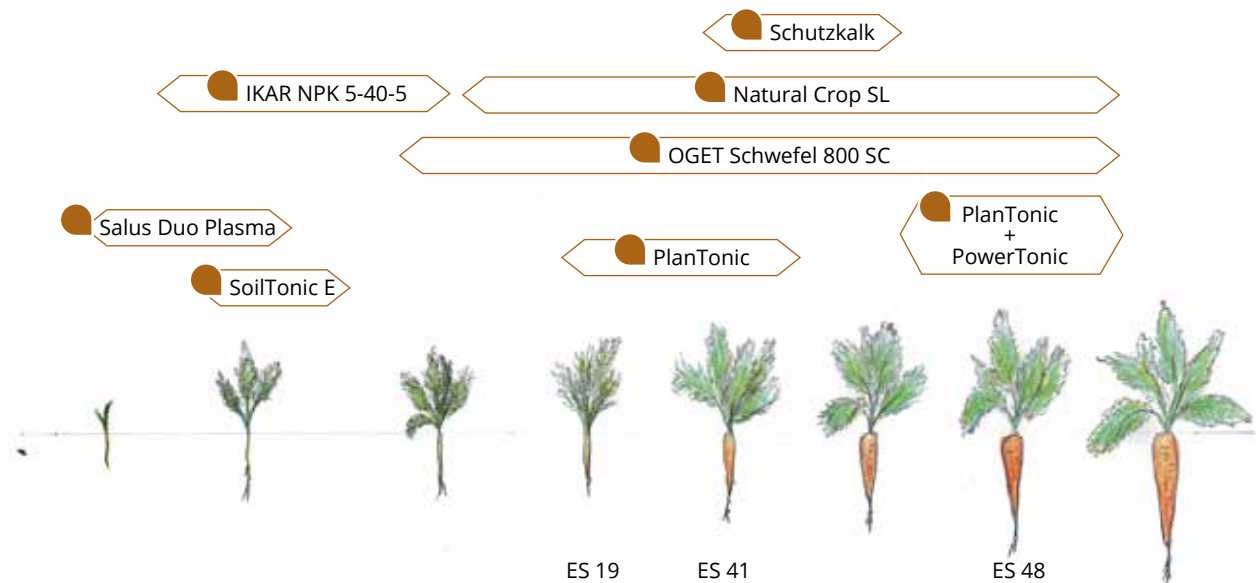 Schutzkalk
IKAR NPK 5-40-5
Natural Crop SL
OGET Schwefel 800 SC
Salus Duo Plasma
PlanTonic
+
PowerTonic
PlanTonic
SoilTonic E
ES 19
ES 41
ES 48